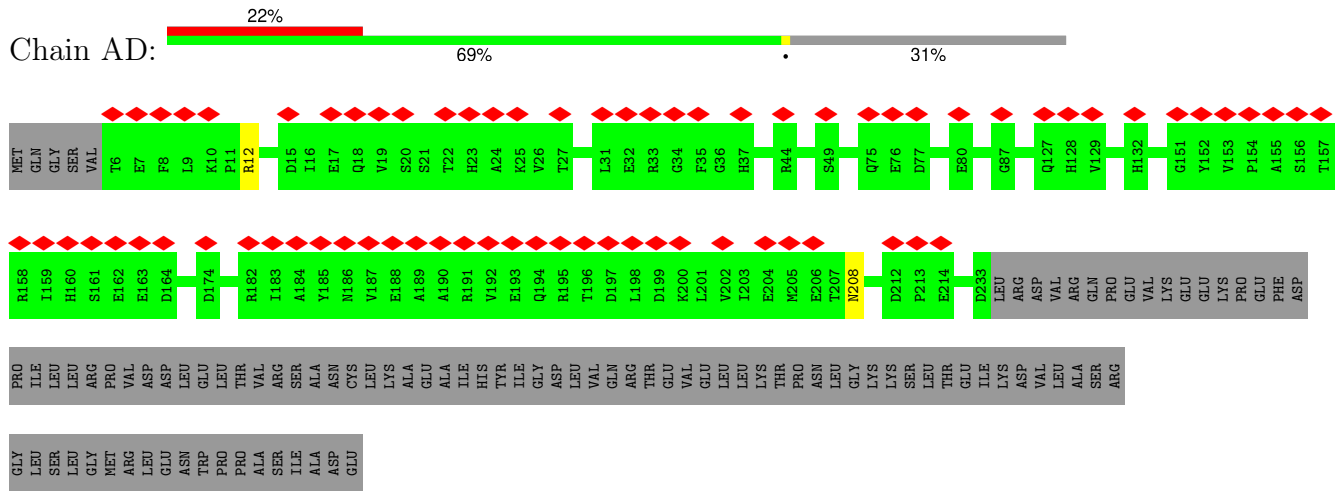 22%
Chain AD:
69% • 31%
MET GLN GLY SER VAL T6 E7 F8 L9 K10 P11 R12 D15 I16 E17 Q18 V19 S20 S21 T22 H23 A24 K25 V26 T27 L31 E32 R33 G34 F35 G36 H37 R44 S49 Q75 E76 D77 E80 G87 Q127 H128 V129 H132 G151 Y152 V153 P154 A155 S156 T157
R158 I159 H160 S161 E162 E163 D164 D174 R182 I183 A184 Y185 N186 V187 E188 A189 A190 R191 V192 E193 Q194 R195 T196 D197 L198 D199 K200 L201 V202 I203 E204 M205 E206 T207 N208 D212 P213 E214 D233 LEU ARG ASP VAL ARG GLN PRO GLU VAL LYS GLU GLU LYS PRO GLU PHE ASP
PRO ILE LEU LEU ARG PRO VAL ASP ASP LEU GLU LEU THR VAL ARG SER ALA ASN CYS LEU LYS ALA GLU ALA ILE HIS TYR ILE GLY ASP LEU VAL GLN ARG THR GLU VAL GLU LEU LEU LYS THR PRO ASN LEU GLY LYS LYS SER LEU THR GLU ILE LYS ASP VAL LEU ALA SER ARG
GLY LEU SER LEU GLY MET ARG LEU GLU ASN TRP PRO PRO ALA SER ILE ALA ASP GLU